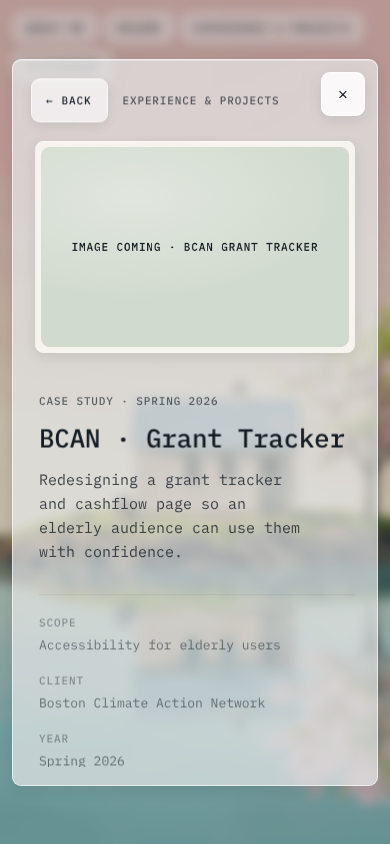 ← BACK
EXPERIENCE & PROJECTS
×
IMAGE COMING · BCAN GRANT TRACKER
CASE STUDY · SPRING 2026
BCAN · Grant Tracker
Redesigning a grant tracker
and cashflow page so an
elderly audience can use them
with confidence.
SCOPE
Accessibility for elderly users
CLIENT
Boston Climate Action Network
YEAR
Spring 2026